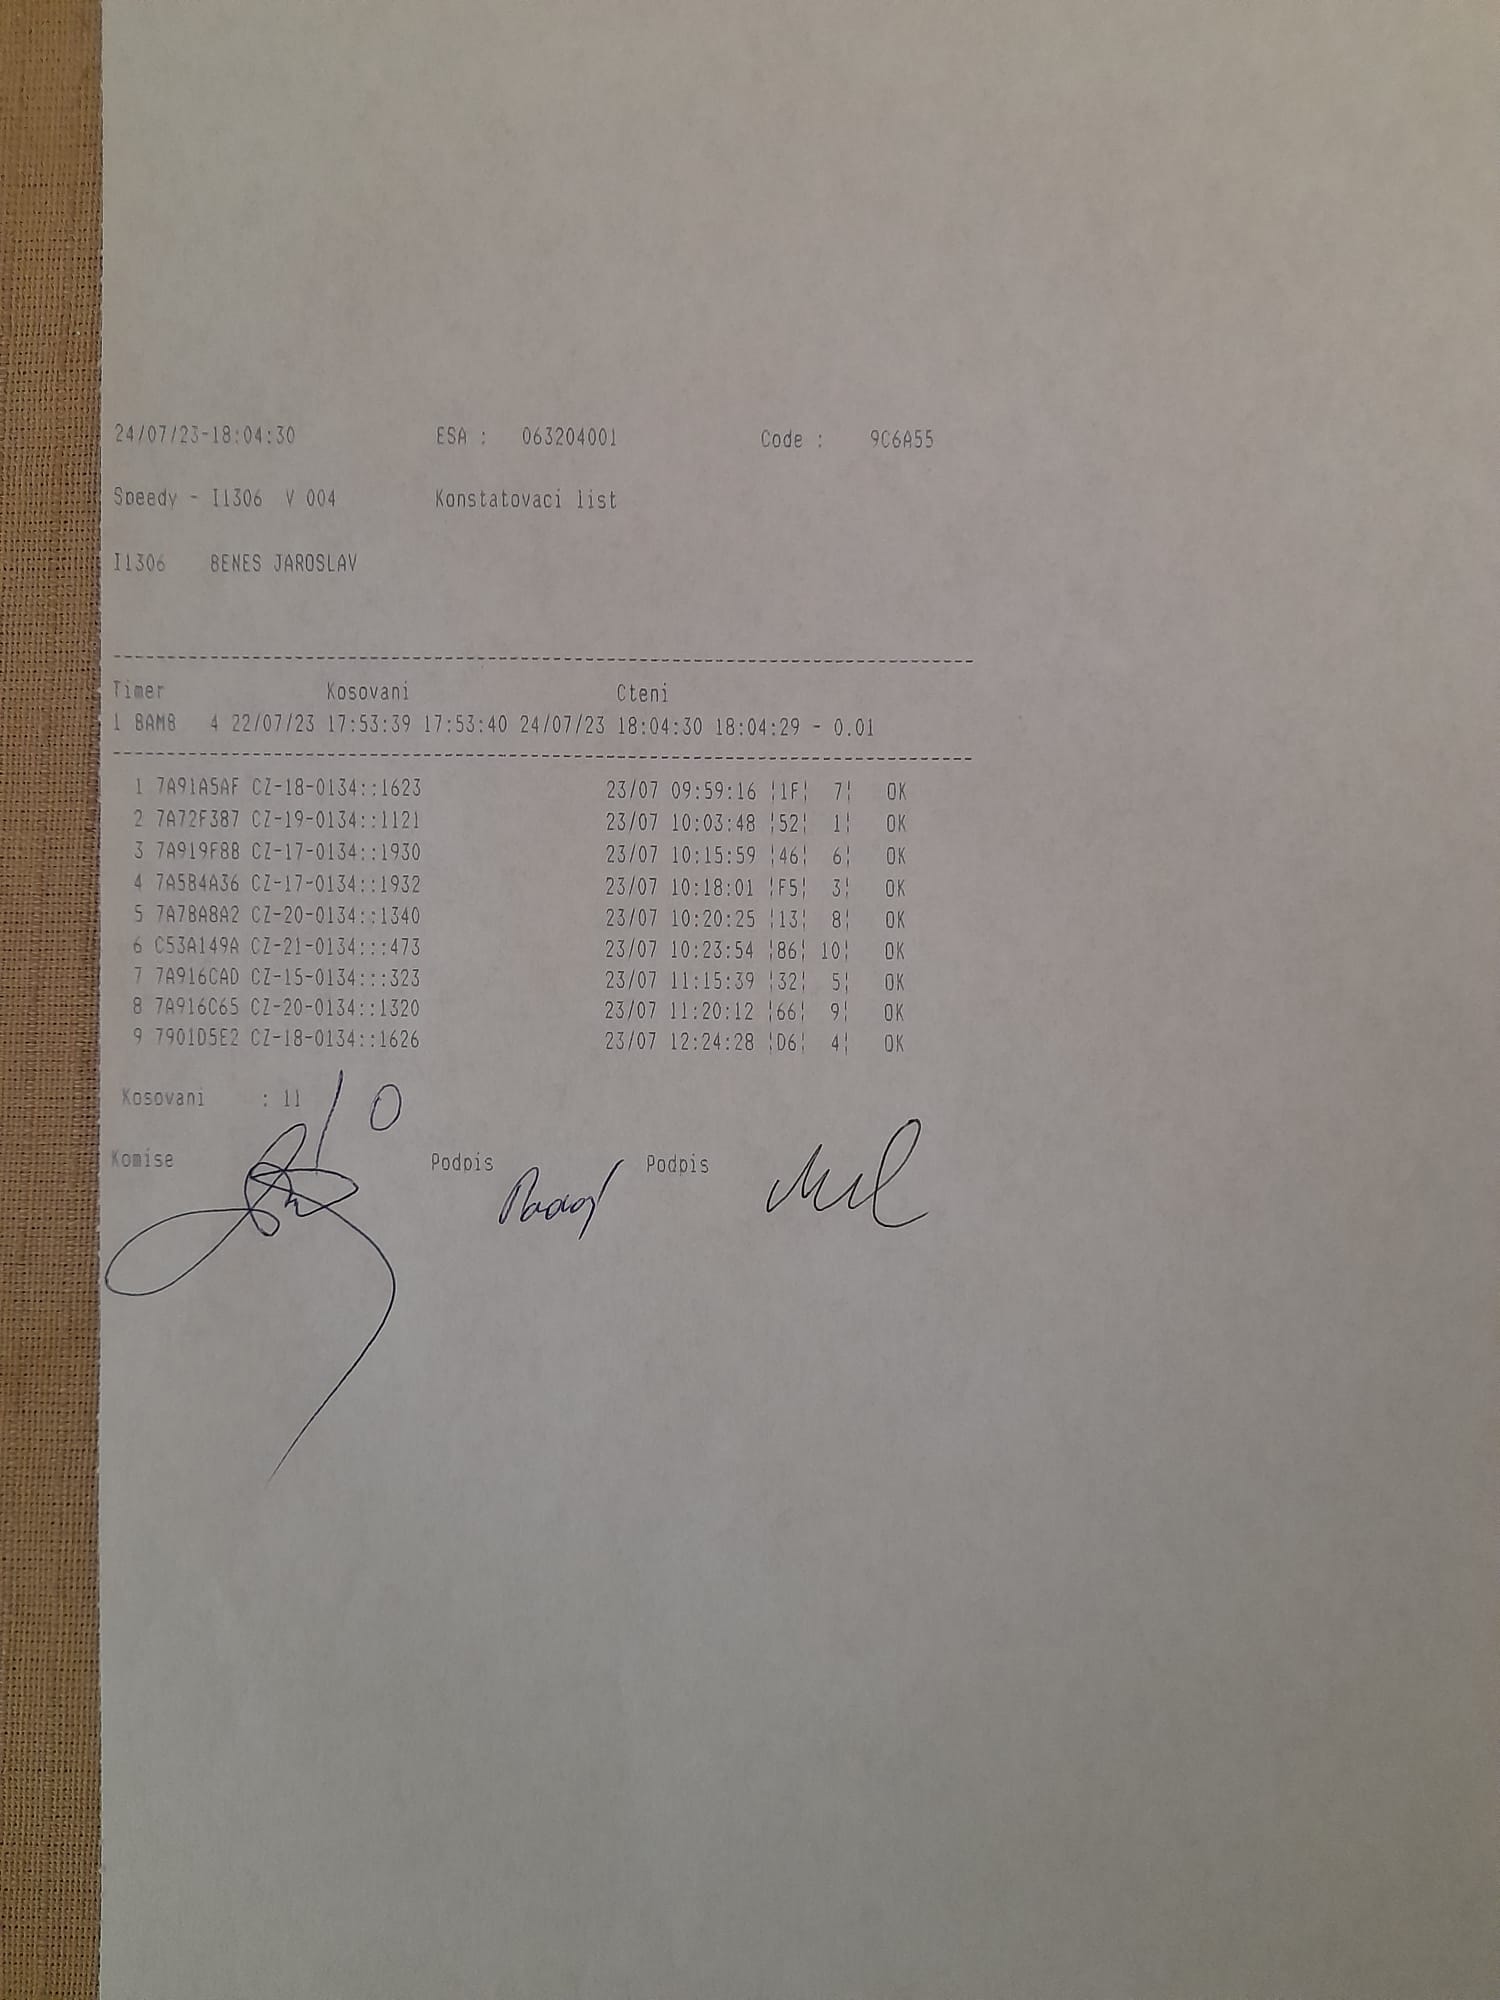 24/07/23-18:04:30 ESA : 063204001 Code : 9C6A55
Speedy - I1306 V 004 Konstatovaci list
I1306 BENES JAROSLAV
Timer Kosovani Cteni
1 BAM8 4 22/07/23 17:53:39 17:53:40 24/07/23 18:04:30 18:04:29 - 0.01
1 7A91A5AF CZ-18-0134::1623 23/07 09:59:16 ¦1F¦ 7¦ OK
2 7A72F387 CZ-19-0134::1121 23/07 10:03:48 ¦52¦ 1¦ OK
3 7A919F88 CZ-17-0134::1930 23/07 10:15:59 ¦46¦ 6¦ OK
4 7A584A36 CZ-17-0134::1932 23/07 10:18:01 ¦F5¦ 3¦ OK
5 7A78A8A2 CZ-20-0134::1340 23/07 10:20:25 ¦13¦ 8¦ OK
6 C53A149A CZ-21-0134:::473 23/07 10:23:54 ¦86¦ 10¦ OK
7 7A916CAD CZ-15-0134:::323 23/07 11:15:39 ¦32¦ 5¦ OK
8 7A916C65 CZ-20-0134::1320 23/07 11:20:12 ¦66¦ 9¦ OK
9 7901D5E2 CZ-18-0134::1626 23/07 12:24:28 ¦D6¦ 4¦ OK
Kosovani : 11 / 0
Komise Podpis Podpis